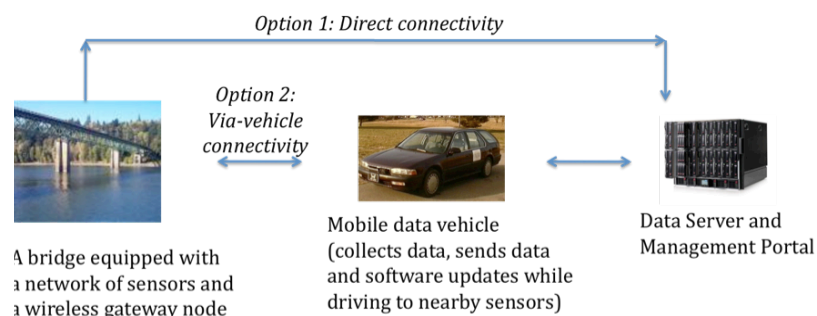 Option 1: Direct connectivity
Option 2:
Via-vehicle
connectivity
A bridge equipped with
a network of sensors and
a wireless gateway node
Mobile data vehicle
(collects data, sends data
and software updates while
driving to nearby sensors)
Data Server and
Management Portal